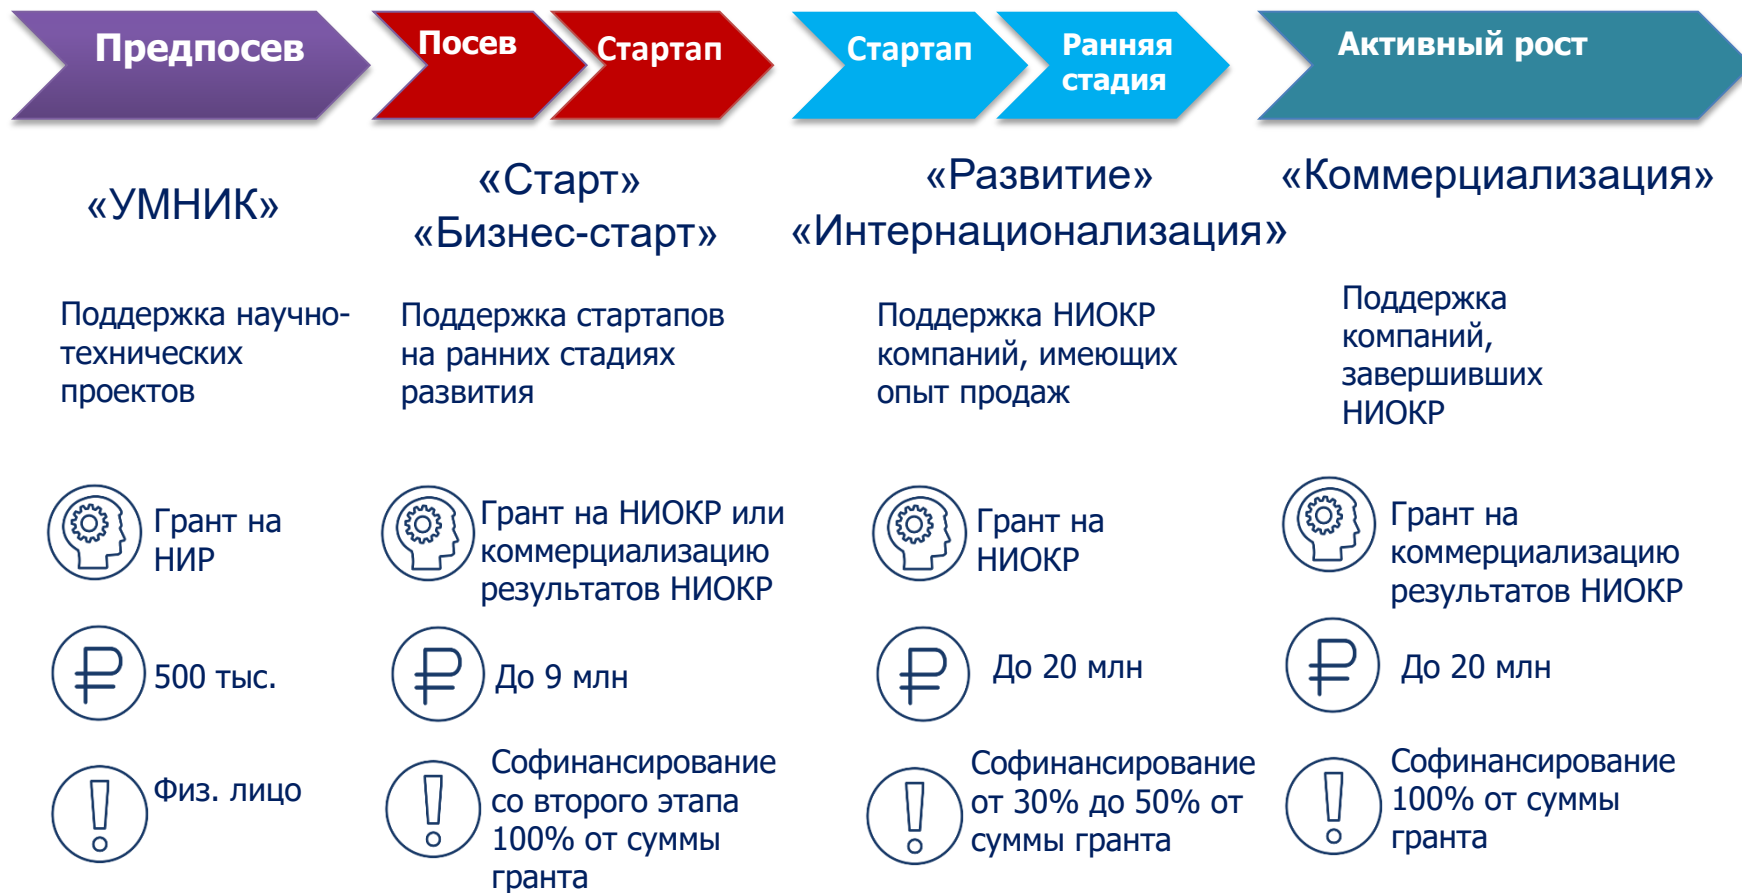 Предпосев
Посев
Стартап
Стартап
Ранняя
стадия
Активный рост
«УМНИК»
«Старт»
«Бизнес-старт»
«Развитие»
«Интернационализация»
«Коммерциализация»
Поддержка научно-
технических
проектов
Поддержка стартапов
на ранних стадиях
развития
Поддержка НИОКР
компаний, имеющих
опыт продаж
Поддержка
компаний,
завершивших
НИОКР
Грант на
НИР
Грант на НИОКР или
коммерциализацию
результатов НИОКР
Грант на
НИОКР
Грант на
коммерциализацию
результатов НИОКР
500 тыс.
До 9 млн
До 20 млн
До 20 млн
Физ. лицо
Софинансирование
со второго этапа
100% от суммы
гранта
Софинансирование
от 30% до 50% от
суммы гранта
Софинансирование
100% от суммы
гранта